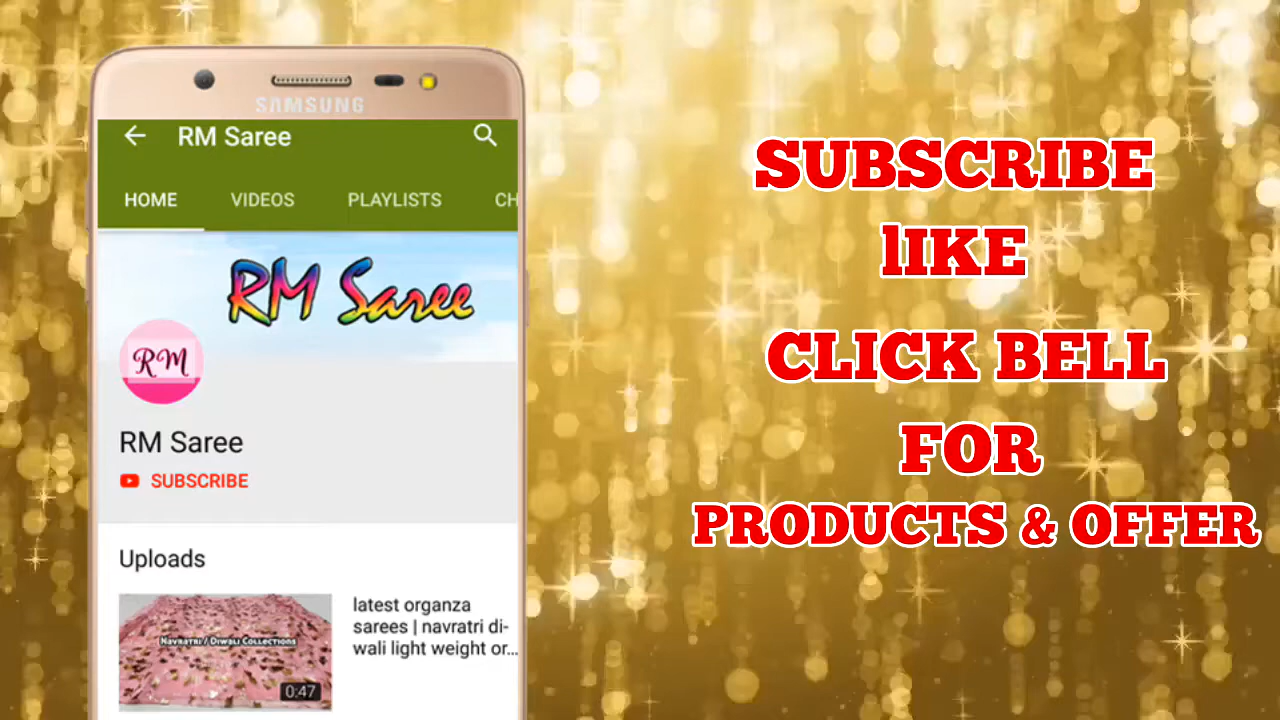 SAMSUNG
RM Saree
HOME VIDEOS PLAYLISTS CH
RM Saree
RM
RM Saree
SUBSCRIBE
Uploads
Navratri / Diwali Collections
0:47
latest organza
sarees | navratri di-
wali light weight or...
SUBSCRIBE
lIKE
CLICK BELL
FOR
PRODUCTS & OFFER